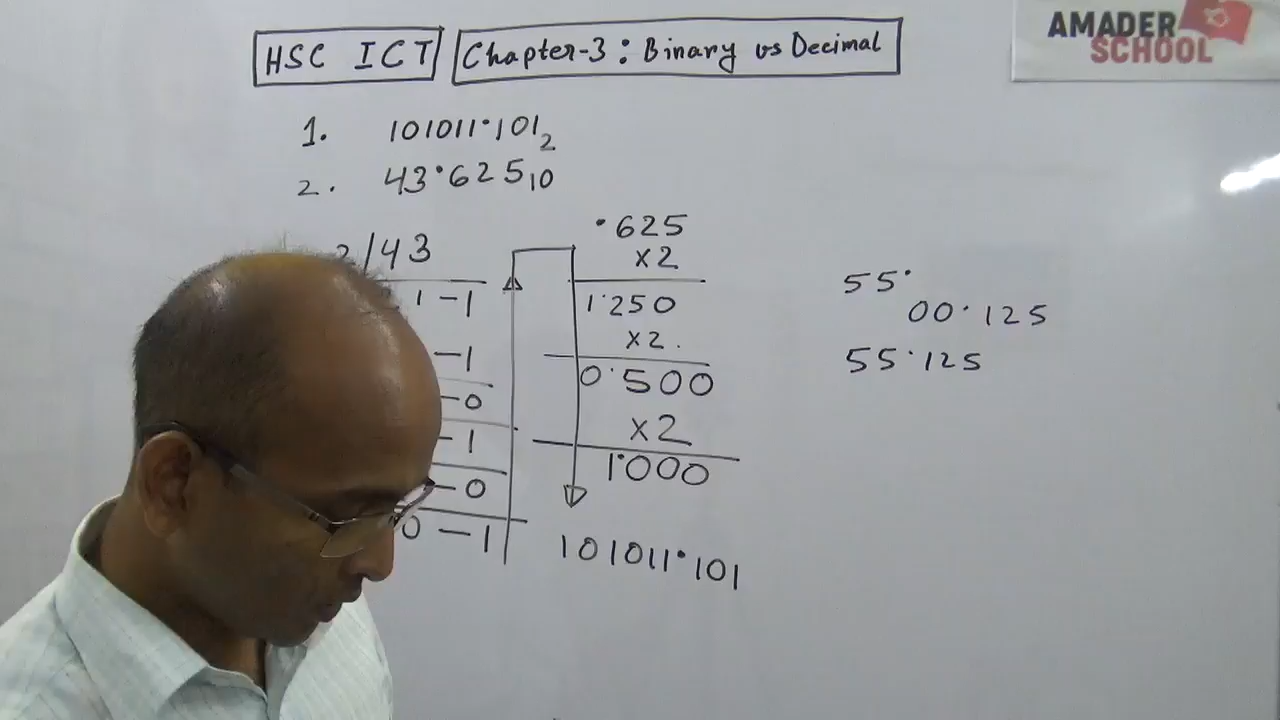 HSC ICT
Chapter-3: Binary vs Decimal
AMADER
SCHOOL
1. 101011.101₂
2. 43.625₁₀
2/43
1-1
-1
-0
-1
-0
0-1
.625
x2
1.250
x2.
0.500
x2
1.000
101011.101
55.
00.125
55.125